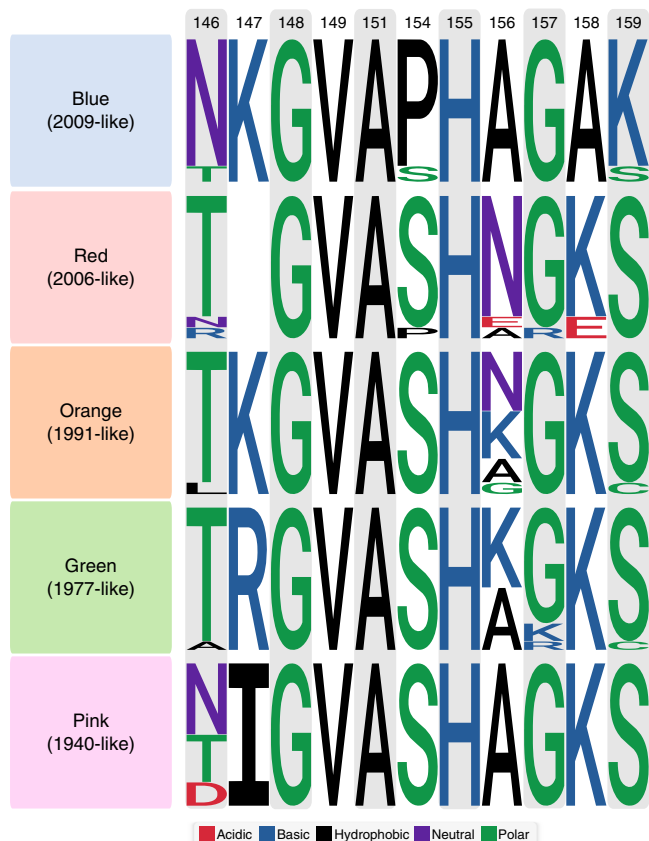 146 147 148 149 151 154 155 156 157 158 159
Blue
(2009-like)
N K G V A P H A G A K
T S S
Red
(2006-like)
T G V A S H N G K S
N E E
R P A R
Orange
(1991-like)
T K G V A S H N G K S
K
A
L G C
Green
(1977-like)
T R G V A S H K G K S
A K
A R C
Pink
(1940-like)
N I G V A S H A G K S
T
D
Acidic Basic Hydrophobic Neutral Polar